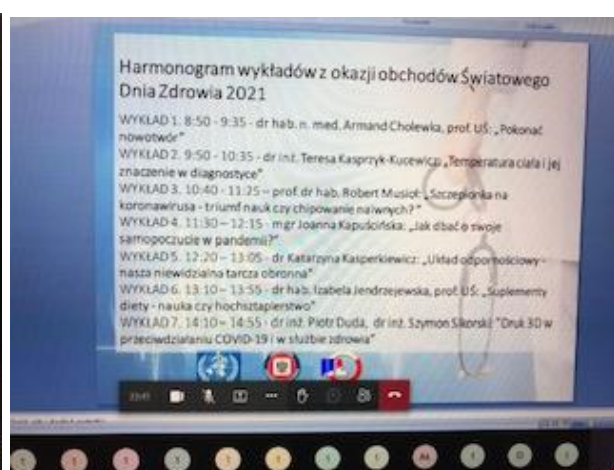 Harmonogram wykładów z okazji obchodów Światowego
Dnia Zdrowia 2021
WYKŁAD 1. 8:50 - 9:35 - dr hab. n. med. Armand Cholewka, prof. UŚ: „Pokonać
nowotwór"
WYKŁAD 2. 9:50 - 10:35 - dr inż. Teresa Kasprzyk-Kucewicz: „Temperatura ciała i jej
znaczenie w diagnostyce"
WYKŁAD 3. 10:40 - 11:25 – prof. dr hab. Robert Musioł: „Szczepionka na
koronawirusa - triumf nauk czy chipowanie naiwnych? "
WYKŁAD 4. 11:30 – 12:15 - mgr Joanna Kapuścińska: „Jak dbać o swoje
samopoczucie w pandemii?"
WYKŁAD 5. 12:20 – 13:05 - dr Katarzyna Kasperkiewicz: „Układ odpornościowy -
nasza niewidzialna tarcza obronna"
WYKŁAD 6. 13:10 – 13:55 - dr hab. Izabela Jendrzejewska, prof. UŚ: „Suplementy
diety - nauka czy hochsztaplerstwo"
WYKŁAD 7. 14:10 – 14:55 - dr inż. Piotr Duda, dr inż. Szymon Sikorski: "Druk 3D w
przeciwdziałaniu COVID-19 i w służbie zdrowia"